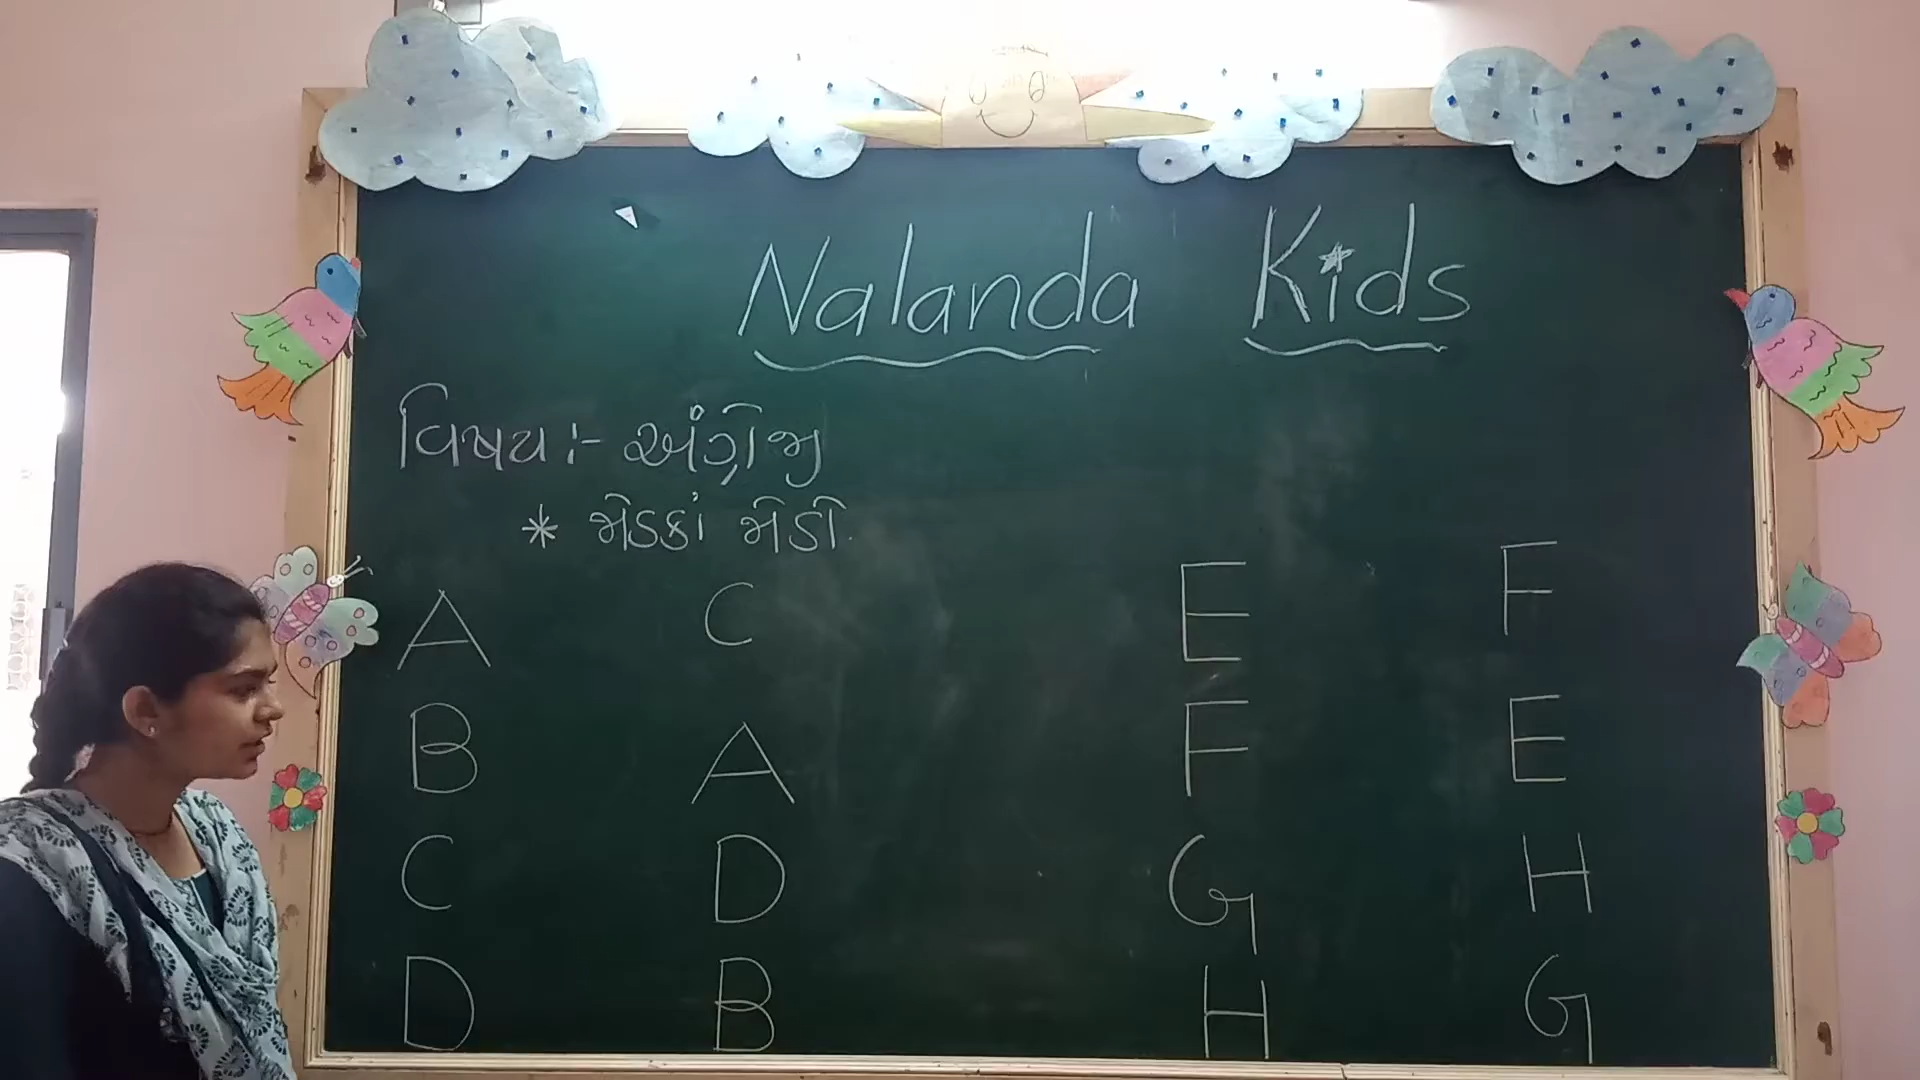 Nalanda Kids
વિષય :- અંગ્રેજી
* જોડકાં જોડો.
A C E F
B A F E
C D G H
D B H G